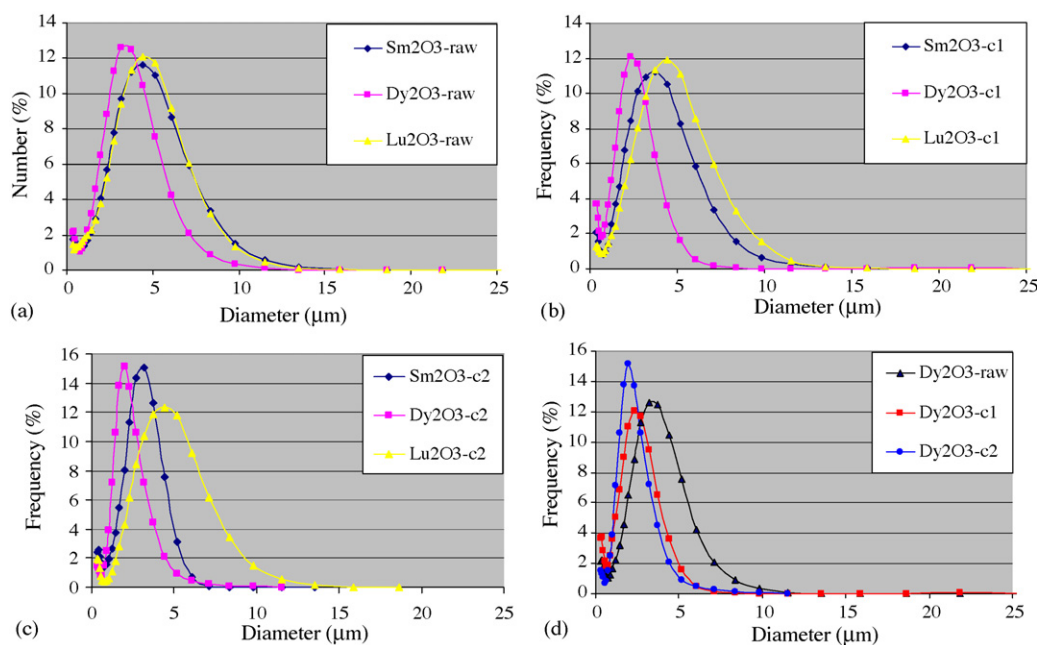 14
12
10
8
6
4
2
0
Number (%)
Sm2O3-raw
Dy2O3-raw
Lu2O3-raw
0 5 10 15 20 25
Diameter (μm)
(a)
14
12
10
8
6
4
2
0
Frequency (%)
Sm2O3-c1
Dy2O3-c1
Lu2O3-c1
0 5 10 15 20 25
Diameter (μm)
(b)
16
14
12
10
8
6
4
2
0
Frequency (%)
Sm2O3-c2
Dy2O3-c2
Lu2O3-c2
0 5 10 15 20 25
Diameter (μm)
(c)
16
14
12
10
8
6
4
2
0
Frequency (%)
Dy2O3-raw
Dy2O3-c1
Dy2O3-c2
0 5 10 15 20 25
Diameter (μm)
(d)